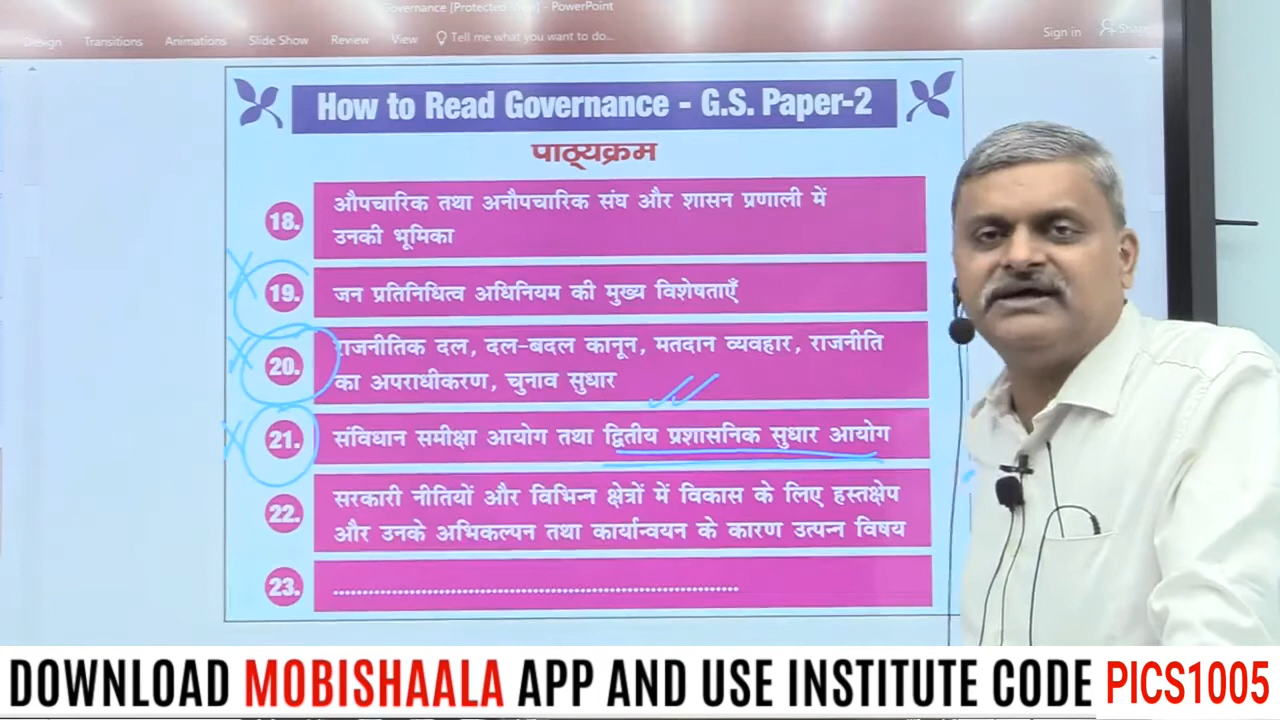 Governance [Protected View] - PowerPoint
Design Transitions Animations Slide Show Review View Tell me what you want to do... Sign in Share
How to Read Governance - G.S. Paper-2
पाठ्यक्रम
18. औपचारिक तथा अनौपचारिक संघ और शासन प्रणाली में
उनकी भूमिका
19. जन प्रतिनिधित्व अधिनियम की मुख्य विशेषताएँ
20. राजनीतिक दल, दल-बदल कानून, मतदान व्यवहार, राजनीति
का अपराधीकरण, चुनाव सुधार
21. संविधान समीक्षा आयोग तथा द्वितीय प्रशासनिक सुधार आयोग
22. सरकारी नीतियों और विभिन्न क्षेत्रों में विकास के लिए हस्तक्षेप
और उनके अभिकल्पन तथा कार्यान्वयन के कारण उत्पन्न विषय
23. ................................................................
DOWNLOAD MOBISHAALA APP AND USE INSTITUTE CODE PICS1005